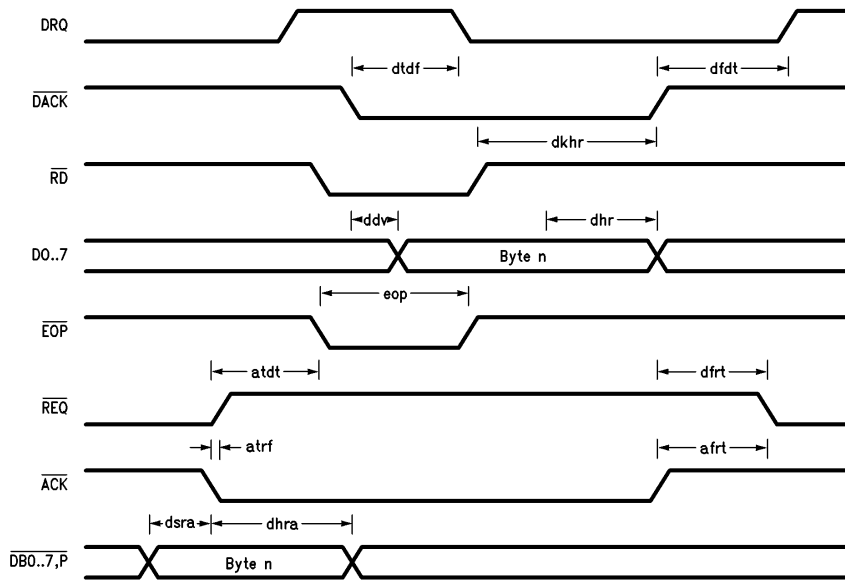 DRQ
dtdf dfdt
DACK
dkhr
RD
ddv dhr
D0..7 Byte n
eop
EOP
atdt dfrt
REQ
atrf afrt
ACK
dsra dhra
DB0..7,P Byte n